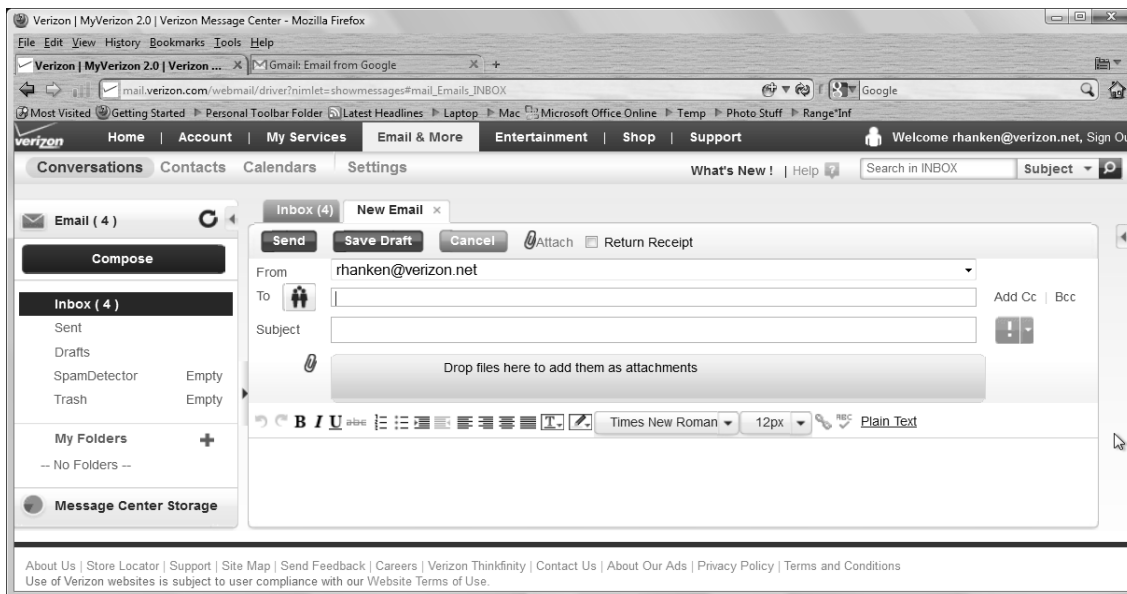 Verizon | MyVerizon 2.0 | Verizon Message Center - Mozilla Firefox
File Edit View History Bookmarks Tools Help
Verizon | MyVerizon 2.0 | Verizon ... × Gmail: Email from Google × +
mail.verizon.com/webmail/driver?nimlet=showmessages#mail_Emails_INBOX Google
Most Visited Getting Started Personal Toolbar Folder Latest Headlines Laptop Mac Microsoft Office Online Temp Photo Stuff Range"Inf
verizon Home | Account | My Services Email & More Entertainment | Shop | Support Welcome rhanken@verizon.net, Sign Ou
Conversations Contacts Calendars Settings What's New ! | Help Search in INBOX Subject
Email ( 4 ) Inbox (4) New Email ×
Send Save Draft Cancel Attach Return Receipt
Compose
From rhanken@verizon.net
Inbox ( 4 ) To Add Cc | Bcc
Sent Subject
Drafts
SpamDetector Empty Drop files here to add them as attachments
Trash Empty
B I U abc T Times New Roman 12px ABC Plain Text
My Folders +
-- No Folders --
Message Center Storage
About Us | Store Locator | Support | Site Map | Send Feedback | Careers | Verizon Thinkfinity | Contact Us | About Our Ads | Privacy Policy | Terms and Conditions
Use of Verizon websites is subject to user compliance with our Website Terms of Use.